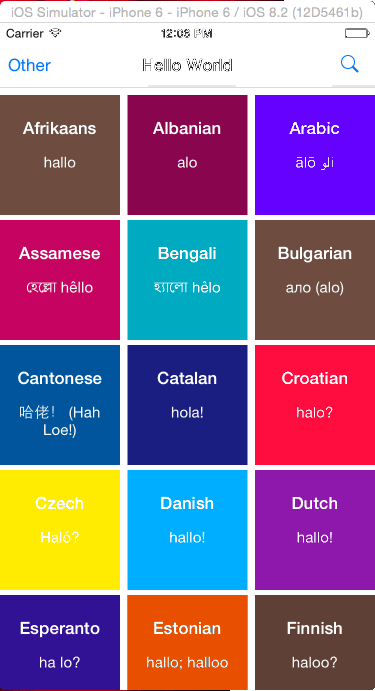 iOS Simulator - iPhone 6 - iPhone 6 / iOS 8.2 (12D5461b)
Carrier 12:08 PM
Other Hello World
Afrikaans Albanian Arabic
hallo alo ālō الو
Assamese Bengali Bulgarian
হেল্লো hêllo হ্যালো hêlo ало (alo)
Cantonese Catalan Croatian
哈佬! (Hah hola! halo?
Loe!)
Czech Danish Dutch
Haló? hallo! hallo!
Esperanto Estonian Finnish
ha lo? hallo; halloo haloo?